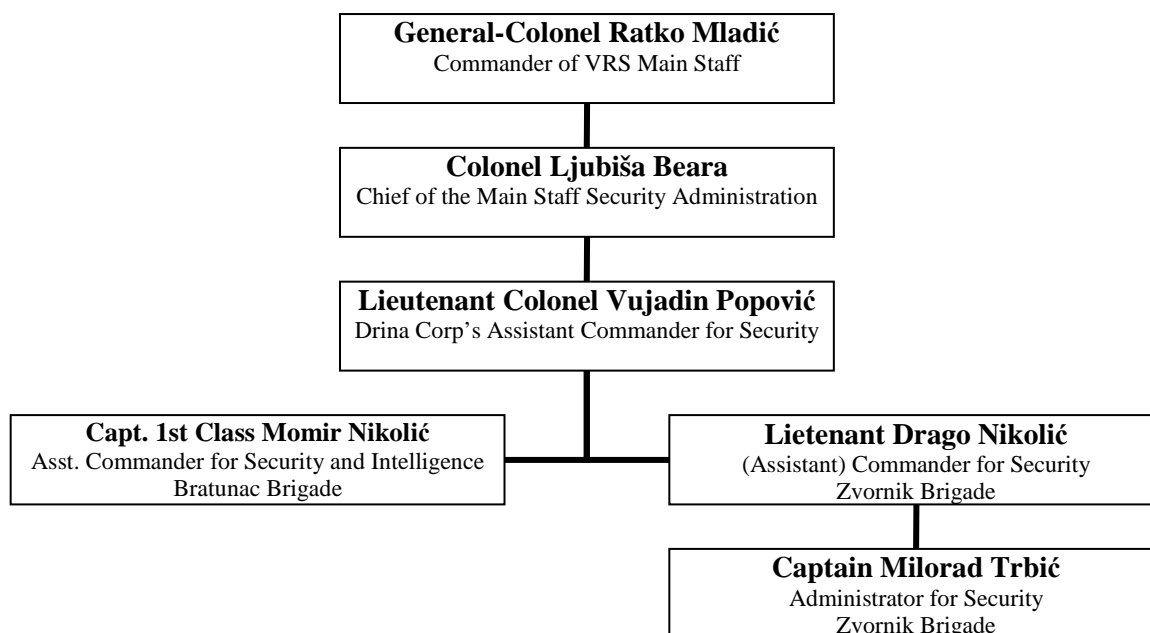 General-Colonel Ratko Mladić
Commander of VRS Main Staff
Colonel Ljubiša Beara
Chief of the Main Staff Security Administration
Lieutenant Colonel Vujadin Popović
Drina Corp’s Assistant Commander for Security
Capt. 1st Class Momir Nikolić
Asst. Commander for Security and Intelligence
Bratunac Brigade
Lietenant Drago Nikolić
(Assistant) Commander for Security
Zvornik Brigade
Captain Milorad Trbić
Administrator for Security
Zvornik Brigade